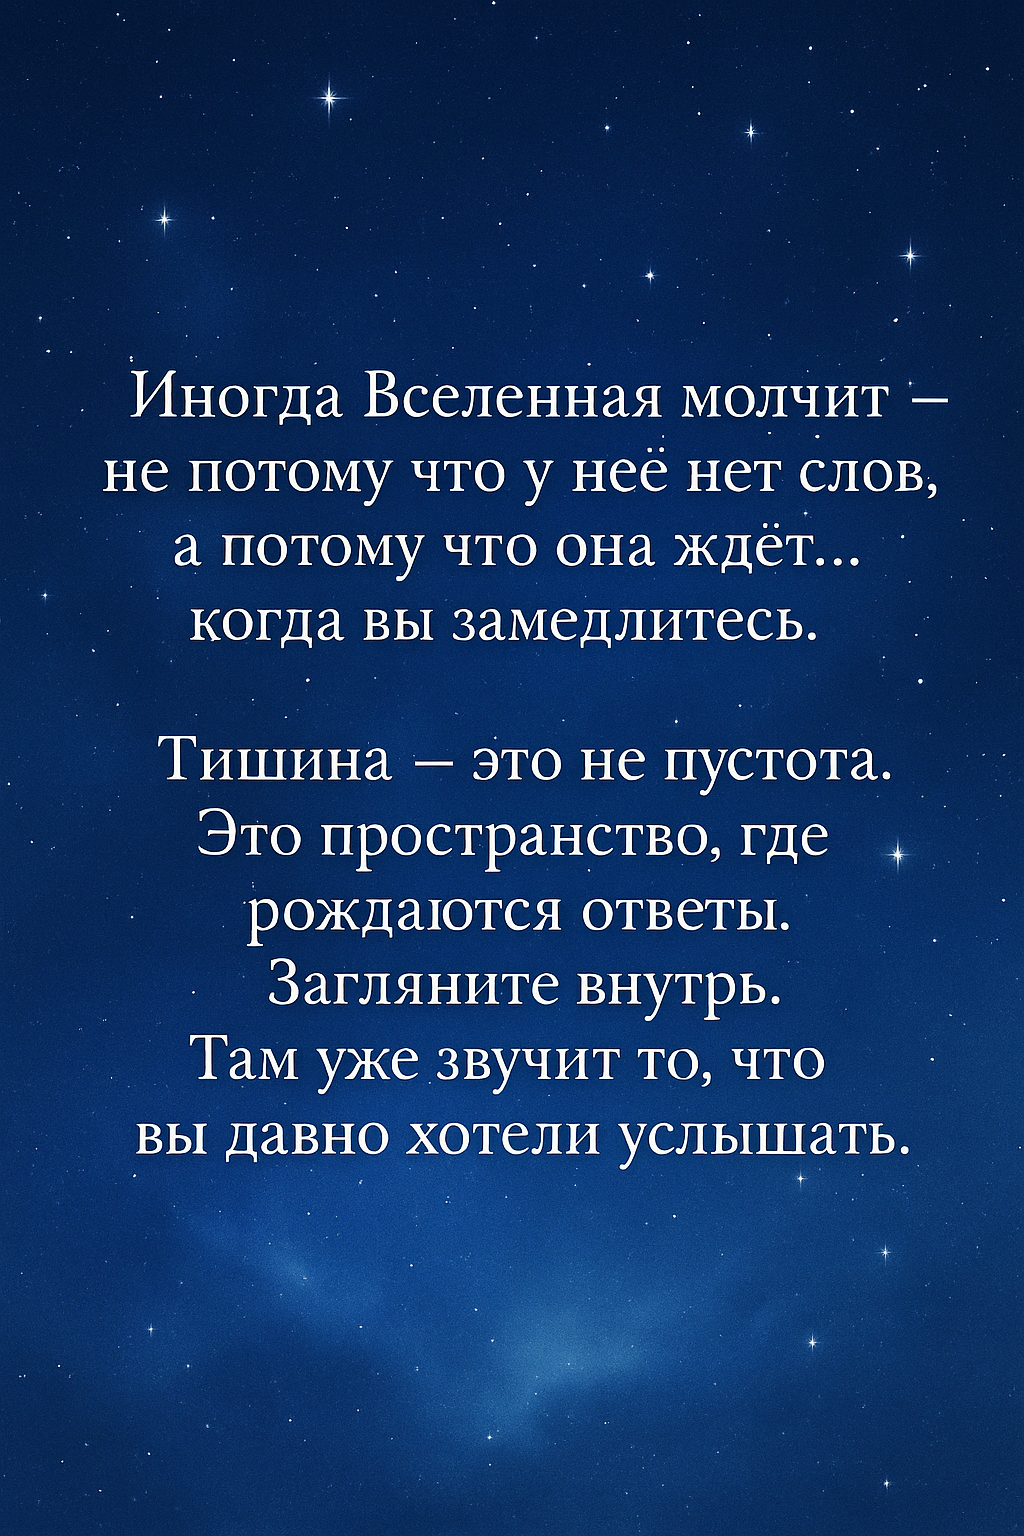 Иногда Вселенная молчит –
не потому что у неё нет слов,
а потому что она ждёт...
когда вы замедлитесь.
Тишина – это не пустота.
Это пространство, где
рождаются ответы.
Загляните внутрь.
Там уже звучит то, что
вы давно хотели услышать.